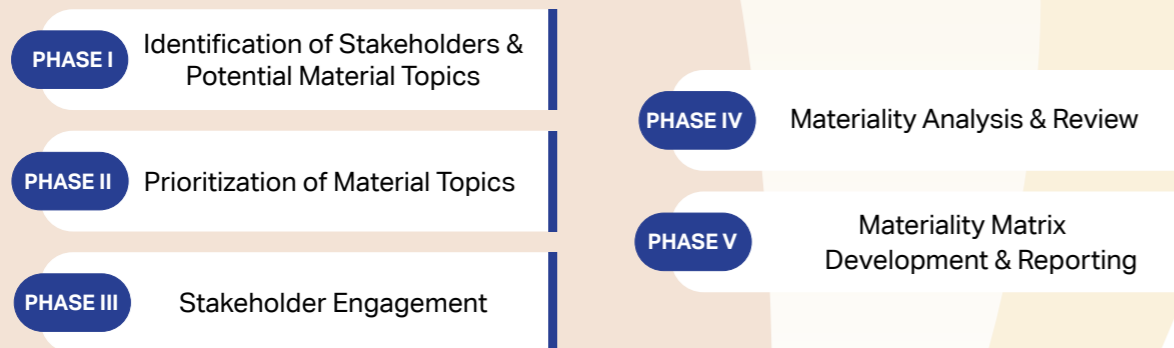 PHASE I
Identification of Stakeholders &
Potential Material Topics
PHASE II
Prioritization of Material Topics
PHASE III
Stakeholder Engagement
PHASE IV
Materiality Analysis & Review
PHASE V
Materiality Matrix
Development & Reporting